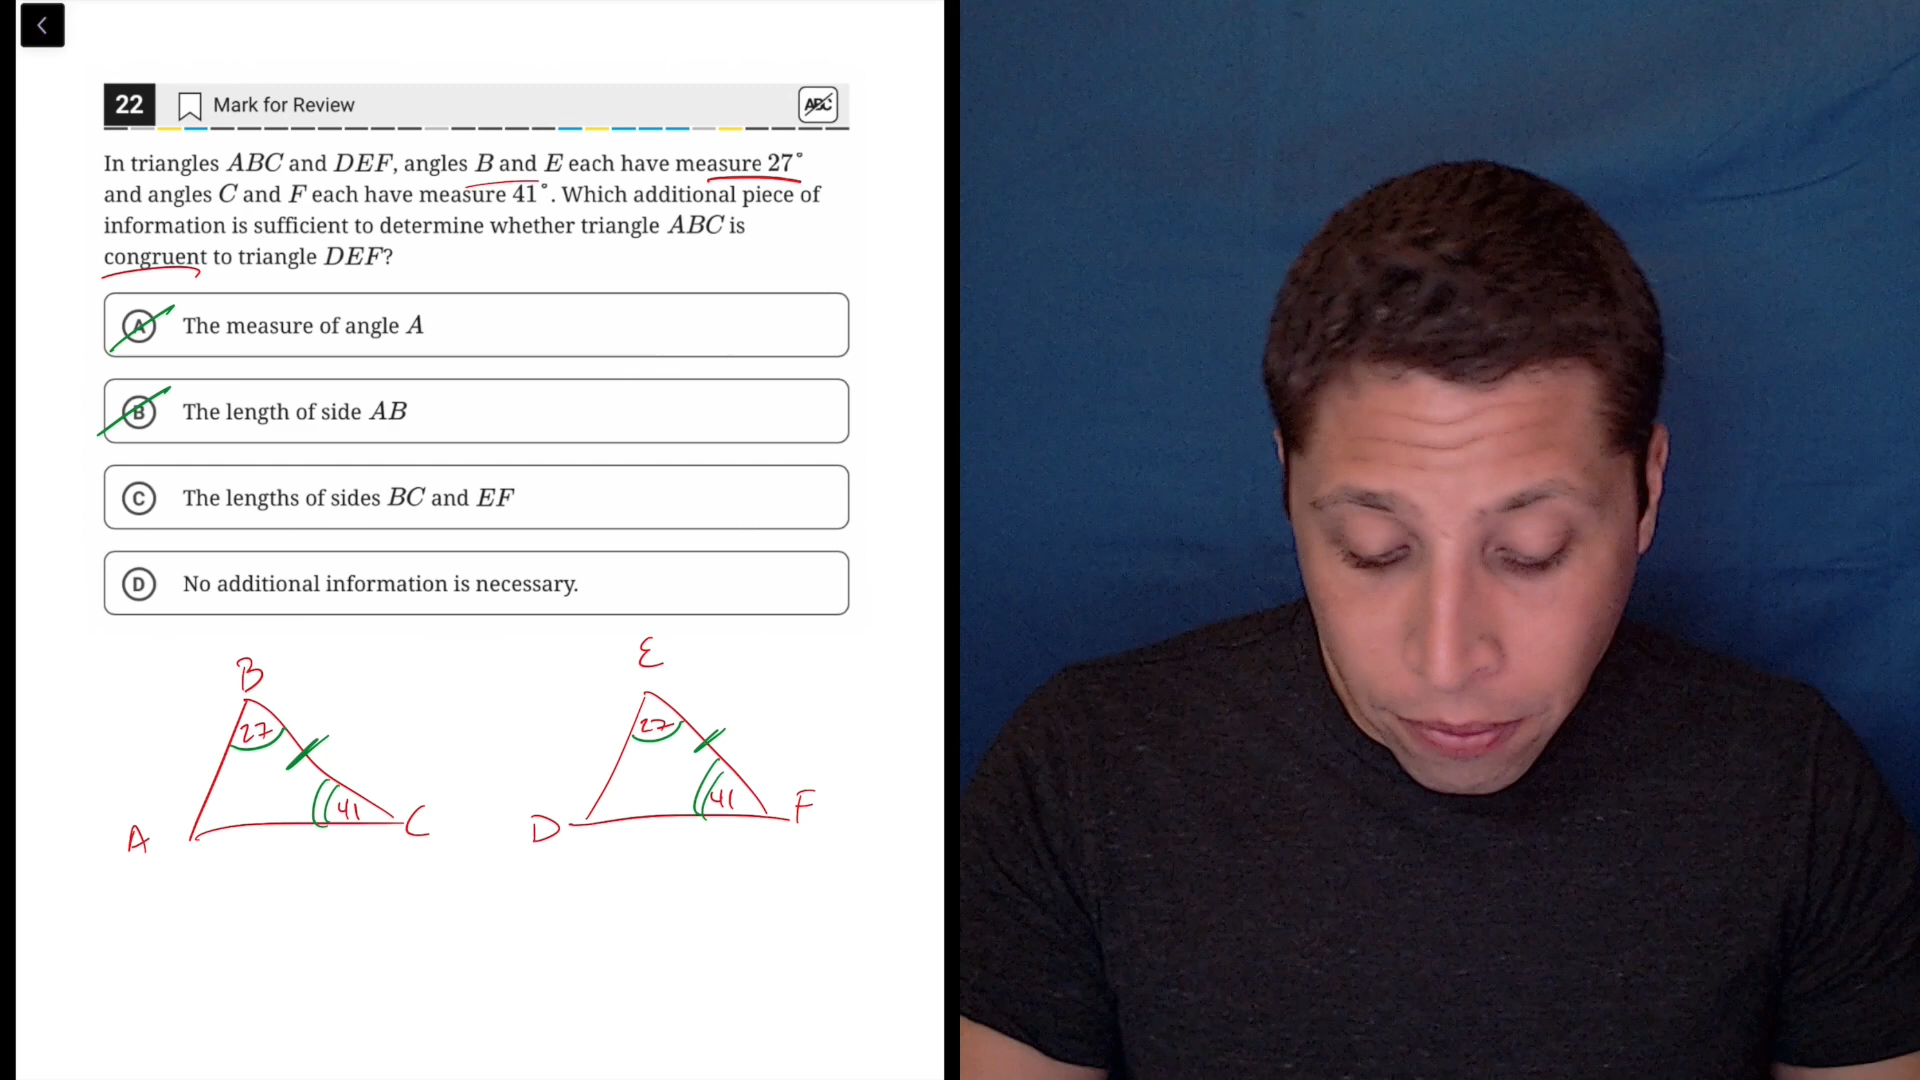 22 Mark for Review ABC
In triangles ABC and DEF, angles B and E each have measure 27°
and angles C and F each have measure 41°. Which additional piece of
information is sufficient to determine whether triangle ABC is
congruent to triangle DEF?
A The measure of angle A
B The length of side AB
C The lengths of sides BC and EF
D No additional information is necessary.
B E
27 27
41 41
A C D F